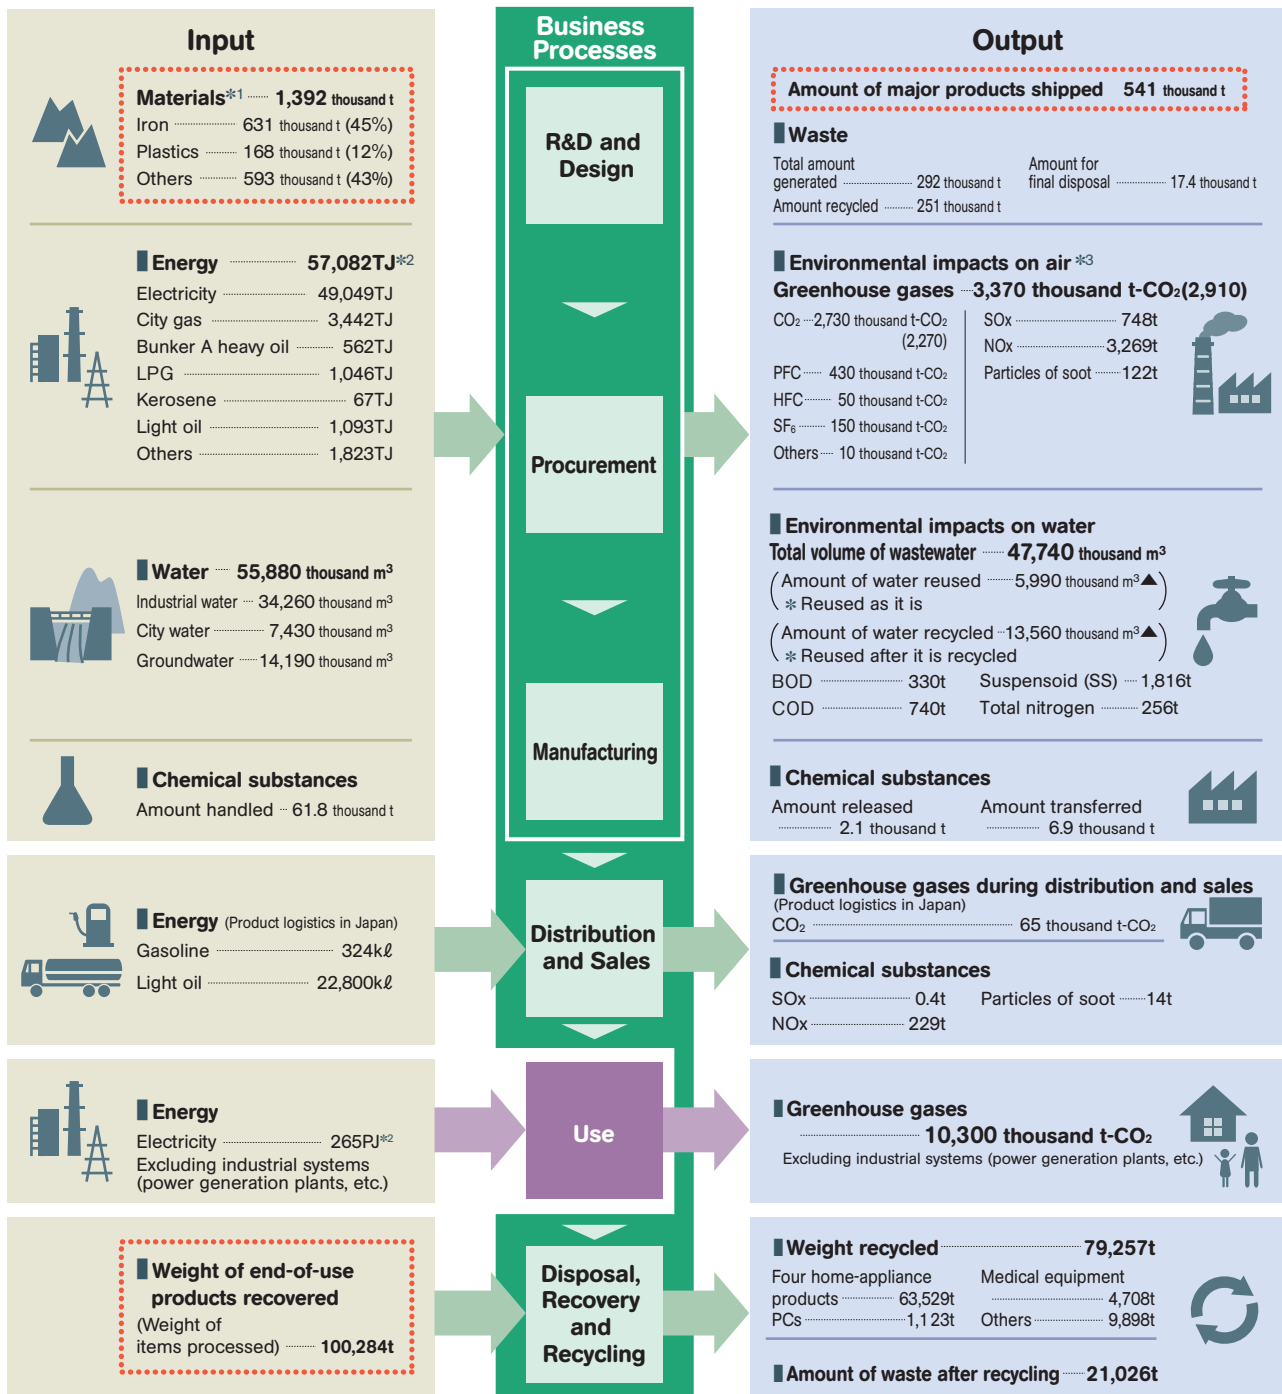 Input
Materials※1 1,392 thousand t
Iron 631 thousand t (45%)
Plastics 168 thousand t (12%)
Others 593 thousand t (43%)
Energy 57,082TJ※2
Electricity 49,049TJ
City gas 3,442TJ
Bunker A heavy oil 562TJ
LPG 1,046TJ
Kerosene 67TJ
Light oil 1,093TJ
Others 1,823TJ
Water 55,880 thousand m³
Industrial water 34,260 thousand m³
City water 7,430 thousand m³
Groundwater 14,190 thousand m³
Chemical substances
Amount handled 61.8 thousand t
Energy (Product logistics in Japan)
Gasoline 324kℓ
Light oil 22,800kℓ
Energy
Electricity 265PJ※2
Excluding industrial systems
(power generation plants, etc.)
Weight of end-of-use
products recovered
(Weight of
items processed) 100,284t
Business
Processes
R&D and
Design
Procurement
Manufacturing
Distribution
and Sales
Use
Disposal,
Recovery
and
Recycling
Output
Amount of major products shipped 541 thousand t
Waste
Total amount
generated 292 thousand t
Amount recycled 251 thousand t
Amount for
final disposal 17.4 thousand t
Environmental impacts on air ※3
Greenhouse gases 3,370 thousand t-CO₂(2,910)
CO₂ 2,730 thousand t-CO₂
(2,270)
PFC 430 thousand t-CO₂
HFC 50 thousand t-CO₂
SF₆ 150 thousand t-CO₂
Others 10 thousand t-CO₂
SOx 748t
NOx 3,269t
Particles of soot 122t
Environmental impacts on water
Total volume of wastewater 47,740 thousand m³
(Amount of water reused 5,990 thousand m³▲)
※ Reused as it is
(Amount of water recycled 13,560 thousand m³▲)
※ Reused after it is recycled
BOD 330t
COD 740t
Suspensoid (SS) 1,816t
Total nitrogen 256t
Chemical substances
Amount released
2.1 thousand t
Amount transferred
6.9 thousand t
Greenhouse gases during distribution and sales
(Product logistics in Japan)
CO₂ 65 thousand t-CO₂
Chemical substances
SOx 0.4t
NOx 229t
Particles of soot 14t
Greenhouse gases
10,300 thousand t-CO₂
Excluding industrial systems (power generation plants, etc.)
Weight recycled 79,257t
Four home-appliance
products 63,529t
PCs 1,123t
Medical equipment
4,708t
Others 9,898t
Amount of waste after recycling 21,026t